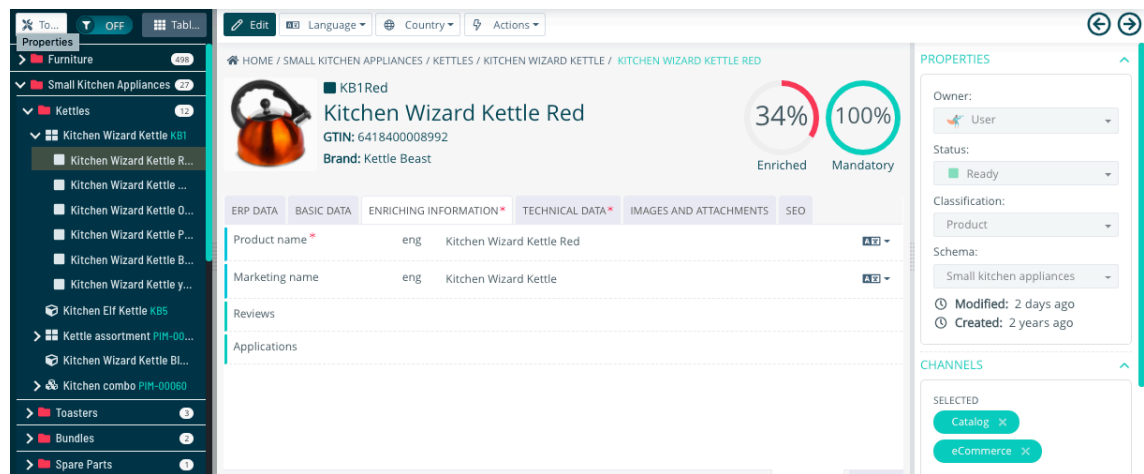 To...
OFF
Tabl...
Properties
Furniture 498
Small Kitchen Appliances 27
Kettles 12
Kitchen Wizard Kettle KB1
Kitchen Wizard Kettle R...
Kitchen Wizard Kettle ...
Kitchen Wizard Kettle O...
Kitchen Wizard Kettle P...
Kitchen Wizard Kettle B...
Kitchen Wizard Kettle y...
Kitchen Elf Kettle KB5
Kettle assortment PIM-00...
Kitchen Wizard Kettle Bl...
Kitchen combo PIM-00060
Toasters 3
Bundles 2
Spare Parts 1
Edit Language Country Actions
HOME / SMALL KITCHEN APPLIANCES / KETTLES / KITCHEN WIZARD KETTLE / KITCHEN WIZARD KETTLE RED
KB1Red
Kitchen Wizard Kettle Red
GTIN: 6418400008992
Brand: Kettle Beast
34%
Enriched
100%
Mandatory
ERP DATA BASIC DATA ENRICHING INFORMATION* TECHNICAL DATA* IMAGES AND ATTACHMENTS SEO
Product name* eng Kitchen Wizard Kettle Red
Marketing name eng Kitchen Wizard Kettle
Reviews
Applications
PROPERTIES
Owner:
User
Status:
Ready
Classification:
Product
Schema:
Small kitchen appliances
Modified: 2 days ago
Created: 2 years ago
CHANNELS
SELECTED
Catalog ×
eCommerce ×